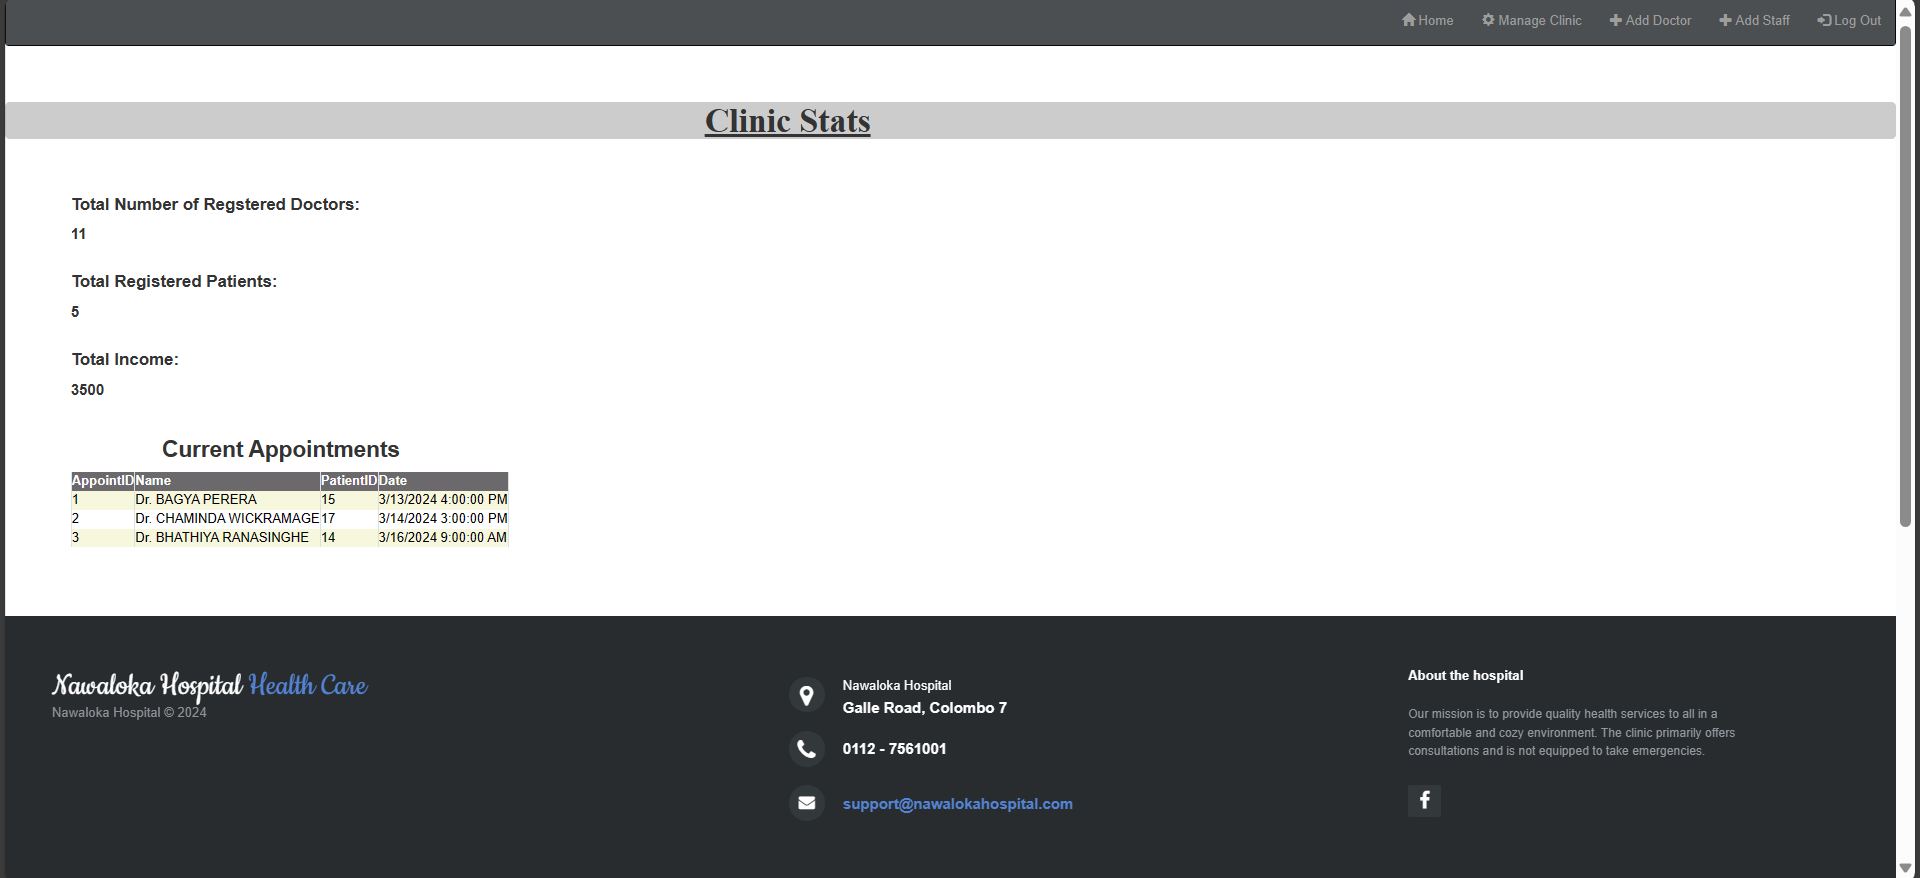 Home Manage Clinic Add Doctor Add Staff Log Out
Clinic Stats
Total Number of Regstered Doctors:
11
Total Registered Patients:
5
Total Income:
3500
Current Appointments
AppointID Name PatientID Date
1 Dr. BAGYA PERERA 15 3/13/2024 4:00:00 PM
2 Dr. CHAMINDA WICKRAMAGE 17 3/14/2024 3:00:00 PM
3 Dr. BHATHIYA RANASINGHE 14 3/16/2024 9:00:00 AM
Nawaloka Hospital Health Care
Nawaloka Hospital © 2024
Nawaloka Hospital
Galle Road, Colombo 7
0112 - 7561001
support@nawalokahospital.com
About the hospital
Our mission is to provide quality health services to all in a
comfortable and cozy environment. The clinic primarily offers
consultations and is not equipped to take emergencies.